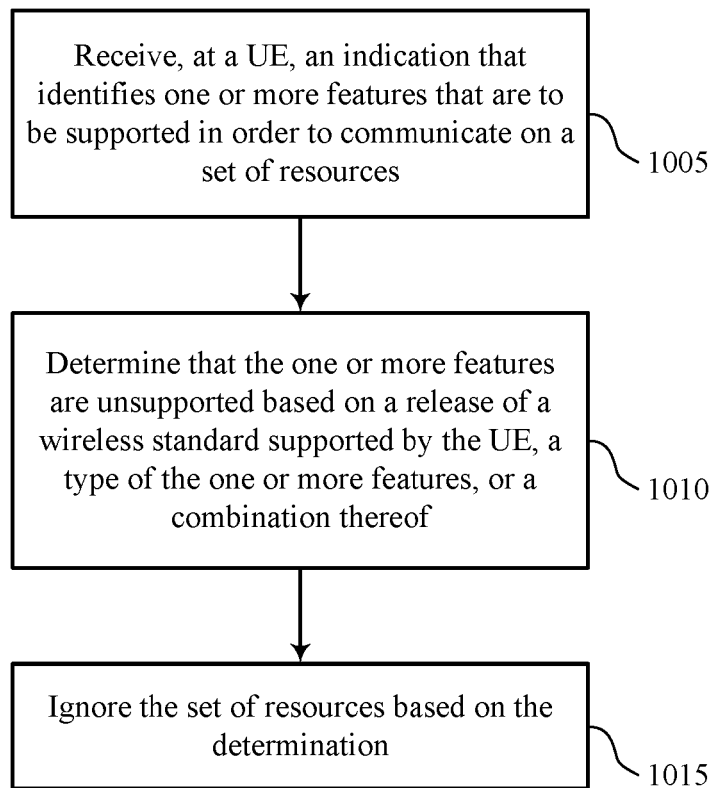 Receive, at a UE, an indication that
identifies one or more features that are to
be supported in order to communicate on a
set of resources
1005
Determine that the one or more features
are unsupported based on a release of a
wireless standard supported by the UE, a
type of the one or more features, or a
combination thereof
1010
Ignore the set of resources based on the
determination
1015